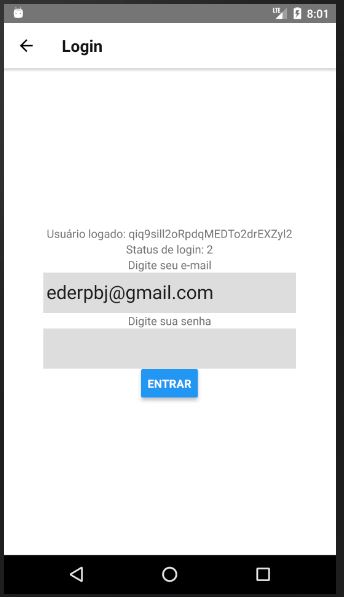 LTE 8:01
Login
Usuário logado: qiq9sill2oRpdqMEDTo2drEXZyI2
Status de login: 2
Digite seu e-mail
ederpbj@gmail.com
Digite sua senha
ENTRAR